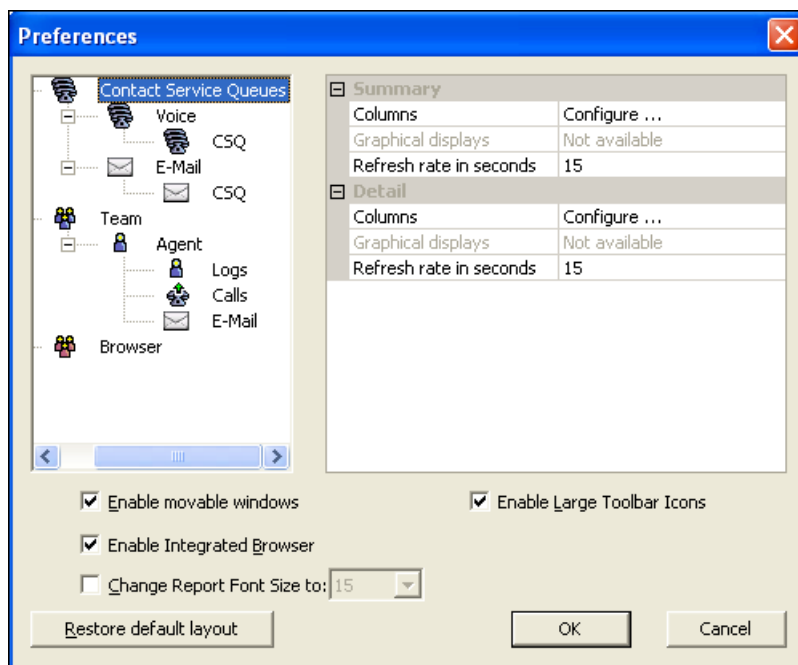 Preferences
Contact Service Queues
Voice
CSQ
E-Mail
CSQ
Team
Agent
Logs
Calls
E-Mail
Browser
Summary
Columns Configure ...
Graphical displays Not available
Refresh rate in seconds 15
Detail
Columns Configure ...
Graphical displays Not available
Refresh rate in seconds 15
Enable movable windows
Enable Large Toolbar Icons
Enable Integrated Browser
Change Report Font Size to: 15
Restore default layout
OK
Cancel